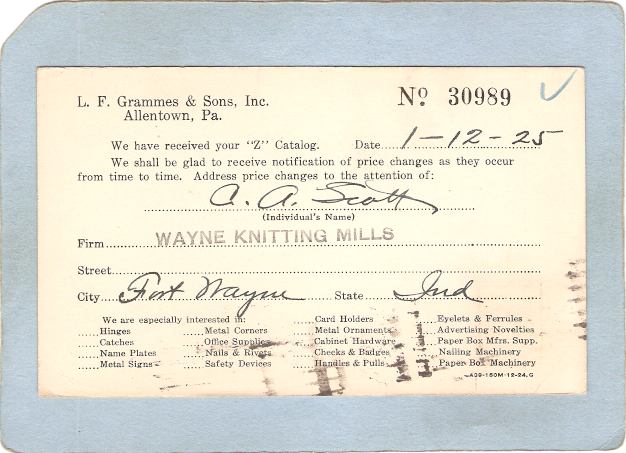 L. F. Grammes & Sons, Inc. No. 30989
Allentown, Pa.
We have received your "Z" Catalog. Date 1-12-25
We shall be glad to receive notification of price changes as they occur
from time to time. Address price changes to the attention of:
C. A. Scott
(Individual's Name)
Firm WAYNE KNITTING MILLS
Street
City Fort Wayne State Ind
We are especially interested in: Card Holders Eyelets & Ferrules
Hinges Metal Corners Metal Ornaments Advertising Novelties
Catches Office Supplies Cabinet Hardware Paper Box Mfrs. Supp.
Name Plates Nails & Rivets Checks & Badges Nailing Machinery
Metal Signs Safety Devices Handles & Pulls Paper Box Machinery
A39-150M-12-24.G